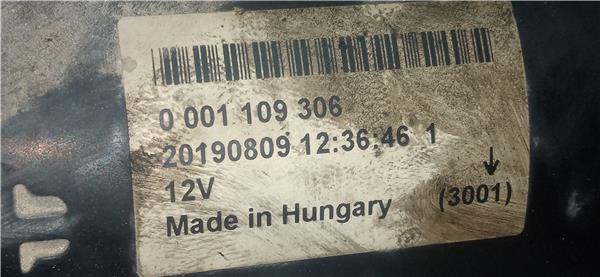 0 001 109 306
20190809 12:36:46 1
12V
Made in Hungary
↓
(3001)